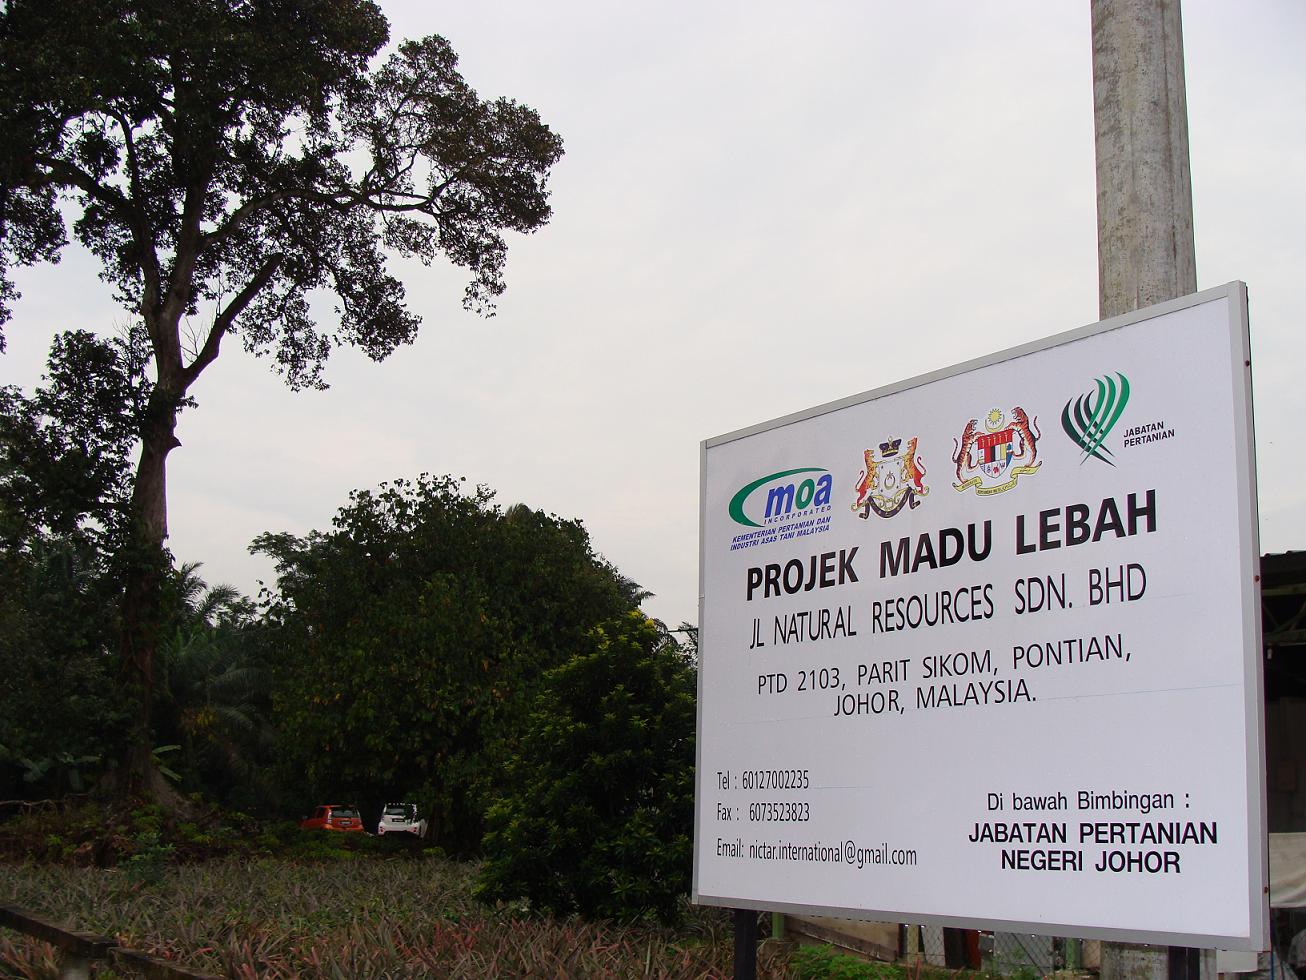 moa
INCORPORATED
KEMENTERIAN PERTANIAN DAN
INDUSTRI ASAS TANI MALAYSIA
JABATAN
PERTANIAN
PROJEK MADU LEBAH
JL NATURAL RESOURCES SDN. BHD
PTD 2103, PARIT SIKOM, PONTIAN,
JOHOR, MALAYSIA.
Tel : 60127002235
Fax : 6073523823
Email: nictar.international@gmail.com
Di bawah Bimbingan :
JABATAN PERTANIAN
NEGERI JOHOR